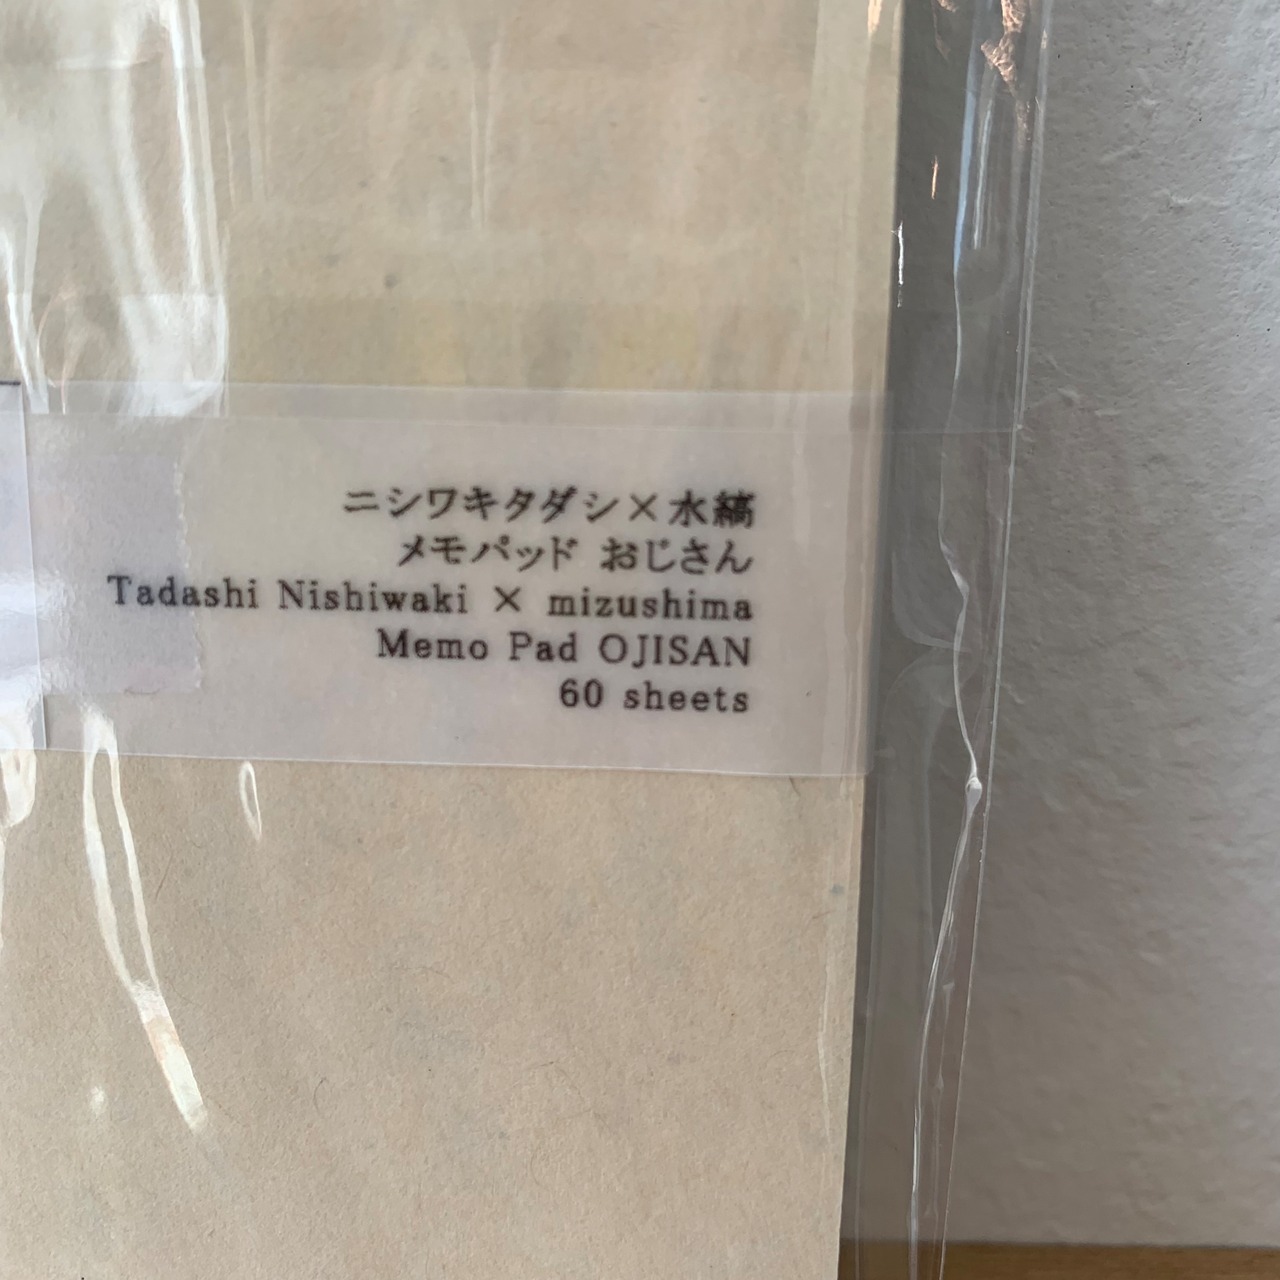 ニシワキタダシ×水縞
メモパッド おじさん
Tadashi Nishiwaki × mizushima
Memo Pad OJISAN
60 sheets